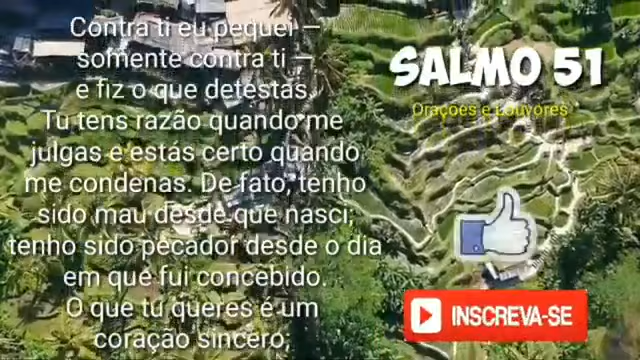 Contra ti eu pequei —
somente contra ti —
e fiz o que detestas.
Tu tens razão quando me
julgas e estás certo quando
me condenas. De fato, tenho
sido mau desde que nasci;
tenho sido pecador desde o dia
em que fui concebido.
O que tu queres é um
coração sincero;
SALMO 51
Orações e Louvores
INSCREVA-SE